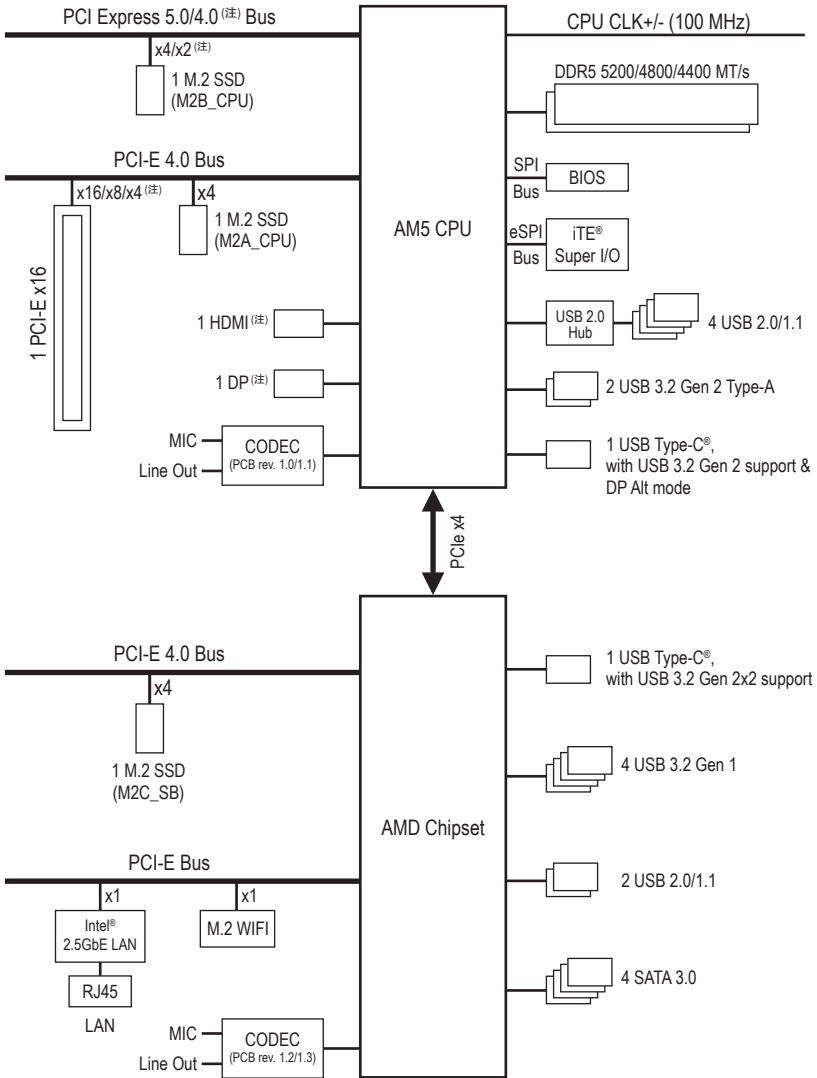 PCI Express 5.0/4.0 (注) Bus
x4/x2 (注)
1 M.2 SSD
(M2B_CPU)
PCI-E 4.0 Bus
x16/x8/x4 (注)
x4
1 M.2 SSD
(M2A_CPU)
1 PCI-E x16
1 HDMI (注)
1 DP (注)
MIC
Line Out
CODEC
(PCB rev. 1.0/1.1)
AM5 CPU
CPU CLK+/- (100 MHz)
DDR5 5200/4800/4400 MT/s
SPI
Bus
BIOS
eSPI
Bus
iTE®
Super I/O
USB 2.0
Hub
4 USB 2.0/1.1
2 USB 3.2 Gen 2 Type-A
1 USB Type-C®,
with USB 3.2 Gen 2 support &
DP Alt mode
PCIe x4
PCI-E 4.0 Bus
x4
1 M.2 SSD
(M2C_SB)
PCI-E Bus
x1
x1
Intel®
2.5GbE LAN
M.2 WIFI
RJ45
LAN
MIC
Line Out
CODEC
(PCB rev. 1.2/1.3)
AMD Chipset
1 USB Type-C®,
with USB 3.2 Gen 2x2 support
4 USB 3.2 Gen 1
2 USB 2.0/1.1
4 SATA 3.0